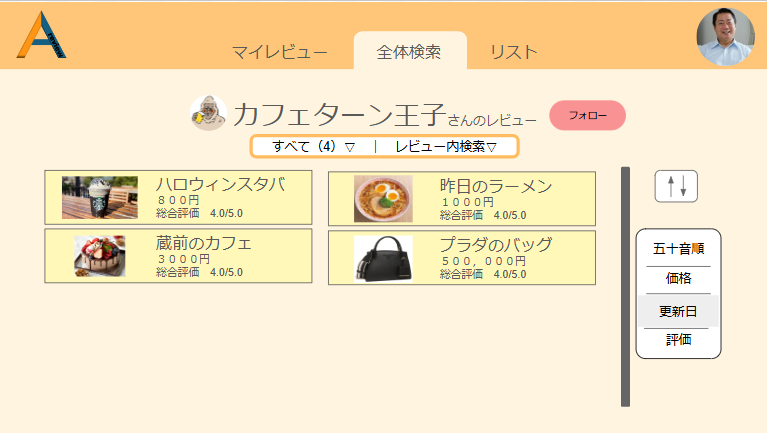 review
マイレビュー
全体検索
リスト
カフェターン王子さんのレビュー
フォロー
すべて（4）▽ ｜ レビュー内検索▽
ハロウィンスタバ
８００円
総合評価　4.0/5.0
昨日のラーメン
１０００円
総合評価　4.0/5.0
蔵前のカフェ
３０００円
総合評価　4.0/5.0
プラダのバッグ
５００，０００円
総合評価　4.0/5.0
↑↓
五十音順
価格
更新日
評価